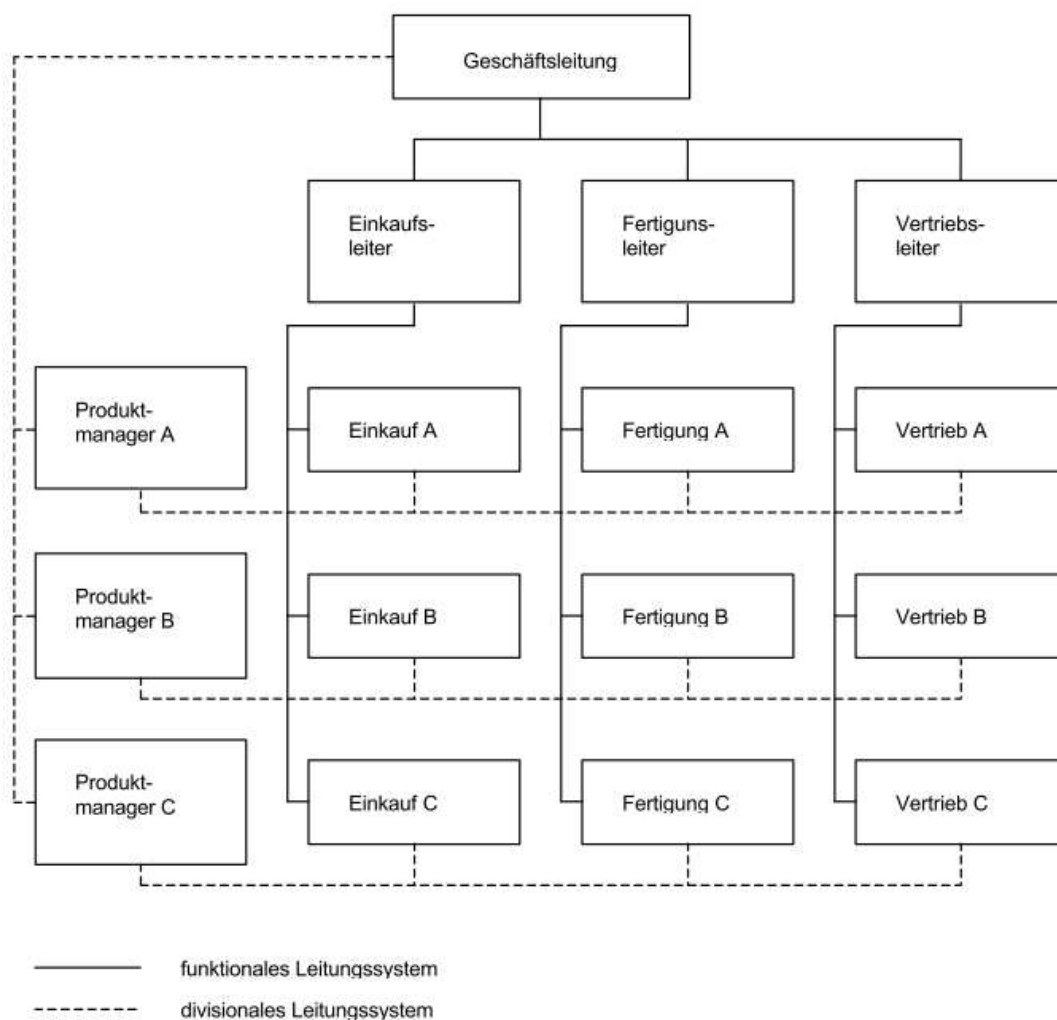 Geschäftsleitung
Einkaufs-
leiter
Fertiguns-
leiter
Vertriebs-
leiter
Produkt-
manager A
Einkauf A
Fertigung A
Vertrieb A
Produkt-
manager B
Einkauf B
Fertigung B
Vertrieb B
Produkt-
manager C
Einkauf C
Fertigung C
Vertrieb C
funktionales Leitungssystem
divisionales Leitungssystem